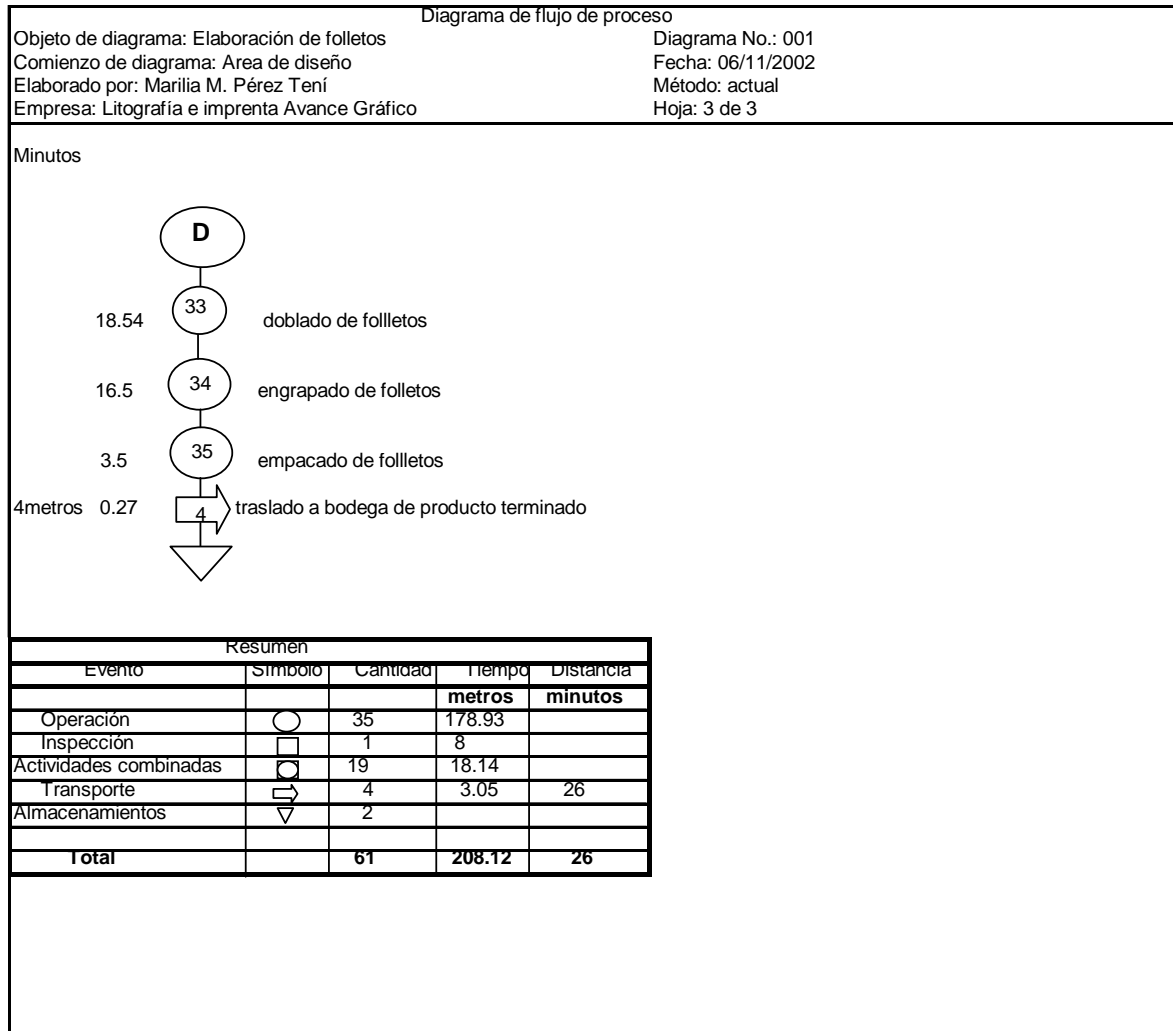 Diagrama de flujo de proceso
Objeto de diagrama: Elaboración de folletos Diagrama No.: 001
Comienzo de diagrama: Area de diseño Fecha: 06/11/2002
Elaborado por: Marilia M. Pérez Tení Método: actual
Empresa: Litografía e imprenta Avance Gráfico Hoja: 3 de 3
Minutos
D
18.54 33 doblado de follletos
16.5 34 engrapado de folletos
3.5 35 empacado de follletos
4metros 0.27 4 traslado a bodega de producto terminado
Resumen
Evento Símbolo Cantidad Tiempo Distancia
metros minutos
Operación 35 178.93
Inspección 1 8
Actividades combinadas 19 18.14
Transporte 4 3.05 26
Almacenamientos 2
Total 61 208.12 26